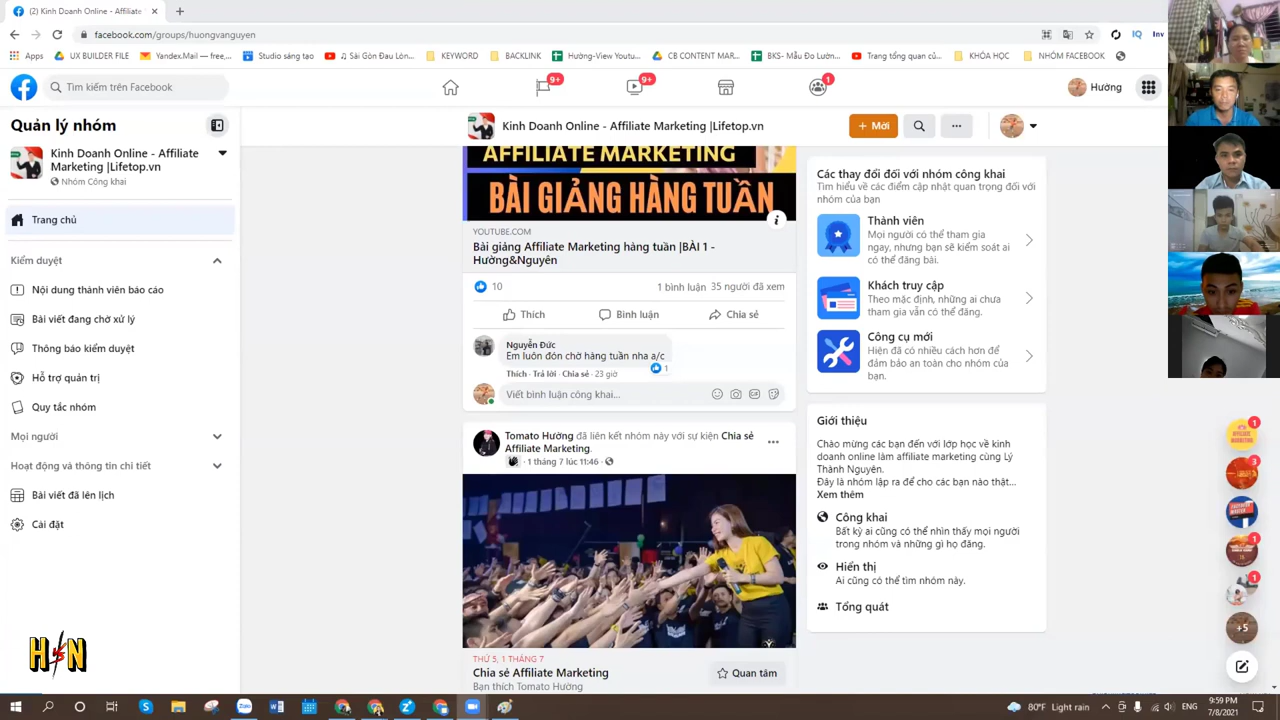 (2) Kinh Doanh Online - Affiliate
facebook.com/groups/huongvanguyen
IQ
Inv
Apps
UX BUILDER FILE
Yandex.Mail — free,...
Studio sáng tạo
♫ Sài Gòn Đau Lòn...
KEYWORD
BACKLINK
Hường-View Youtu...
CB CONTENT MAR...
BKS- Mẫu Đo Lườn...
Trang tổng quan củ...
KHÓA HỌC
NHÓM FACEBOOK
Tìm kiếm trên Facebook
9+
9+
1
Hường
Quản lý nhóm
Kinh Doanh Online - Affiliate
Marketing |Lifetop.vn
Nhóm Công khai
Trang chủ
Kiểm duyệt
Nội dung thành viên báo cáo
Bài viết đang chờ xử lý
Thông báo kiểm duyệt
Hỗ trợ quản trị
Quy tắc nhóm
Mọi người
Hoạt động và thông tin chi tiết
Bài viết đã lên lịch
Cài đặt
HN
Kinh Doanh Online - Affiliate Marketing |Lifetop.vn
+ Mới
AFFILIATE MARKETING
BÀI GIẢNG HÀNG TUẦN
YOUTUBE.COM
Bài giảng Affiliate Marketing hàng tuần |BÀI 1 -
Hường&Nguyên
10
1 bình luận 35 người đã xem
Thích
Bình luận
Chia sẻ
Nguyễn Đức
Em luôn đón chờ hàng tuần nha a/c
1
Thích · Trả lời · Chia sẻ · 23 giờ
Viết bình luận công khai...
Tomato Hường đã liên kết nhóm này với sự kiện Chia sẻ
Affiliate Marketing.
· 1 tháng 7 lúc 11:46 ·
THỨ 5, 1 THÁNG 7
Chia sẻ Affiliate Marketing
Bạn thích Tomato Hường
Quan tâm
Các thay đổi đối với nhóm công khai
Tìm hiểu về các điểm cập nhật quan trọng đối với
nhóm của bạn
Thành viên
Mọi người có thể tham gia
ngay, nhưng bạn sẽ kiểm soát ai
có thể đăng bài.
Khách truy cập
Theo mặc định, những ai chưa
tham gia vẫn có thể đăng.
Công cụ mới
Hiện đã có nhiều cách hơn để
đảm bảo an toàn cho nhóm của
bạn.
Giới thiệu
Chào mừng các bạn đến với lớp học về kinh
doanh online làm affiliate marketing cùng Lý
Thành Nguyên.
Đây là nhóm lập ra để cho các bạn nào thật...
Xem thêm
Công khai
Bất kỳ ai cũng có thể nhìn thấy mọi người
trong nhóm và những gì họ đăng.
Hiển thị
Ai cũng có thể tìm nhóm này.
Tổng quát
1
3
1
1
+5
Zalo
80°F Light rain
ENG
9:59 PM
7/8/2021